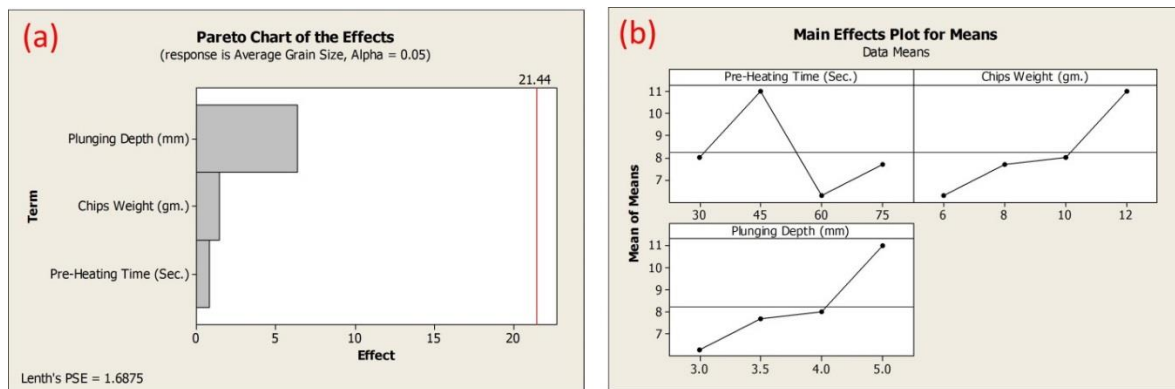 (a)
Pareto Chart of the Effects
(response is Average Grain Size, Alpha = 0.05)
21.44
Term
Plunging Depth (mm)
Chips Weight (gm.)
Pre-Heating Time (Sec.)
0 5 10 15 20
Effect
Lenth's PSE = 1.6875
(b)
Main Effects Plot for Means
Data Means
Mean of Means
Pre-Heating Time (Sec.) Chips Weight (gm.)
11
10
9
8
7
30 45 60 75 6 8 10 12
Plunging Depth (mm)
11
10
9
8
7
3.0 3.5 4.0 5.0